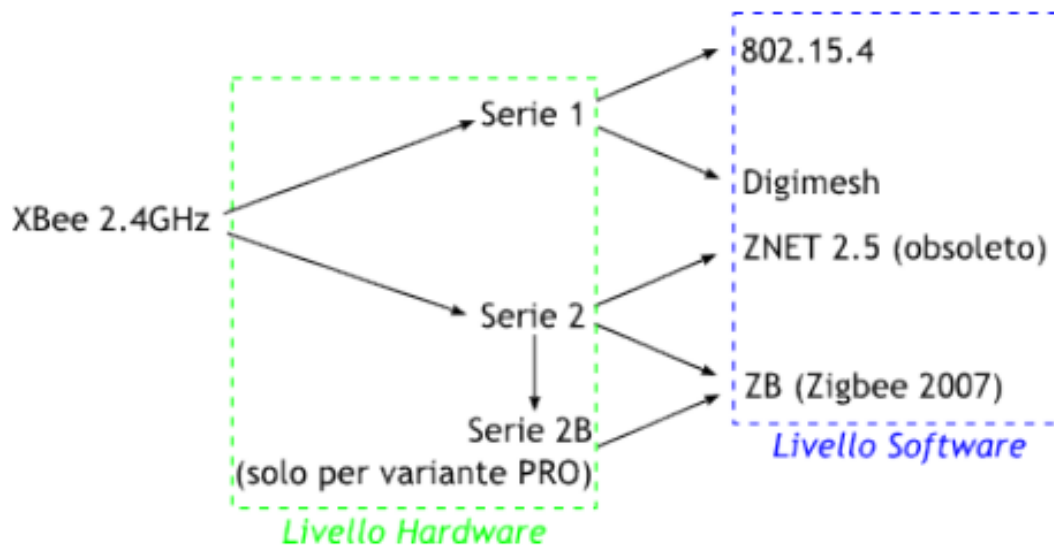 802.15.4
Serie 1
Digimesh
XBee 2.4GHz
ZNET 2.5 (obsoleto)
Serie 2
ZB (Zigbee 2007)
Serie 2B
(solo per variante PRO)
Livello Software
Livello Hardware